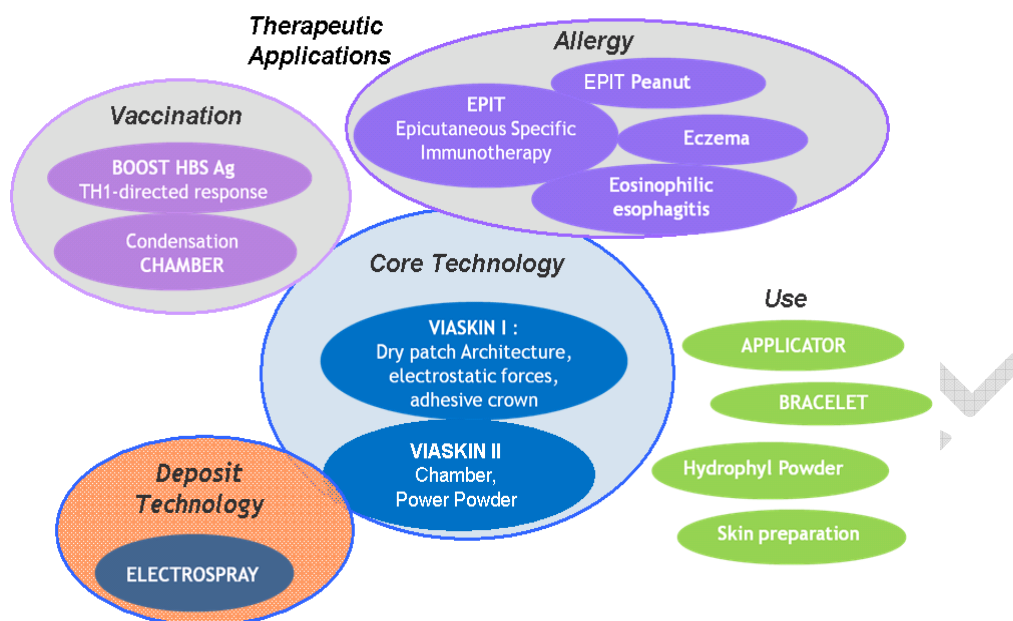 Therapeutic
Applications
Allergy
EPIT Peanut
EPIT
Epicutaneous Specific
Immunotherapy
Eczema
Eosinophilic
esophagitis
Vaccination
BOOST HBS Ag
TH1-directed response
Condensation
CHAMBER
Core Technology
VIASKIN I :
Dry patch Architecture,
electrostatic forces,
adhesive crown
VIASKIN II
Chamber,
Power Powder
Use
APPLICATOR
BRACELET
Hydrophyl Powder
Skin preparation
Deposit
Technology
ELECTROSPRAY